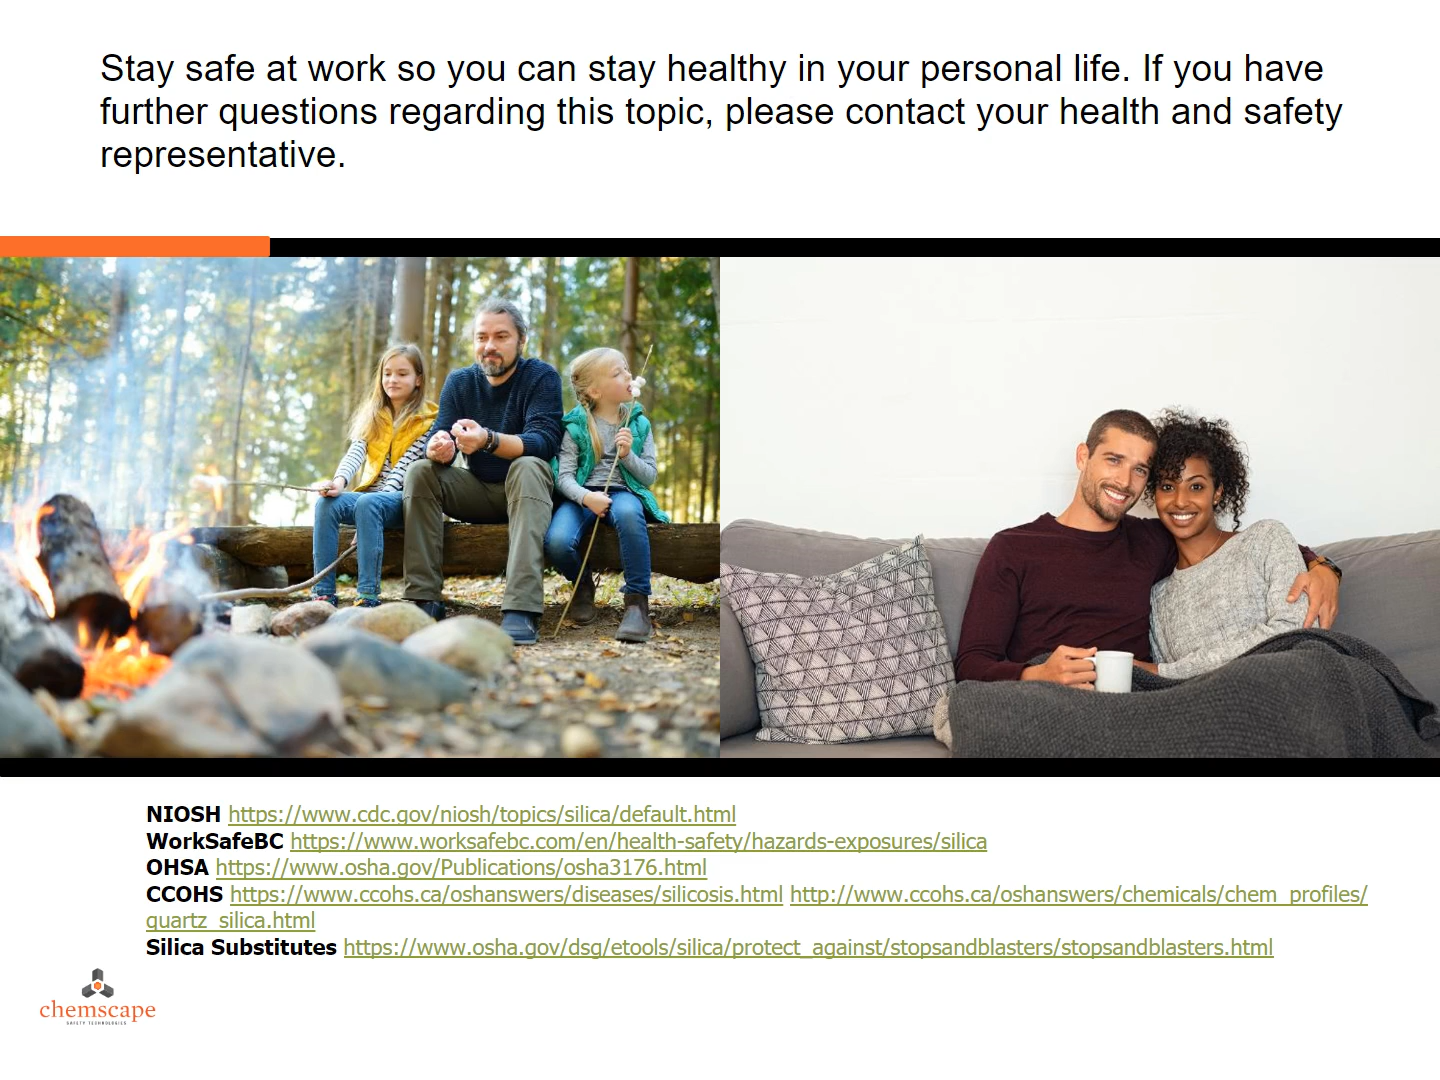 Stay safe at work so you can stay healthy in your personal life. If you have
further questions regarding this topic, please contact your health and safety
representative.
NIOSH https://www.cdc.gov/niosh/topics/silica/default.html
WorkSafeBC https://www.worksafebc.com/en/health-safety/hazards-exposures/silica
OHSA https://www.osha.gov/Publications/osha3176.html
CCOHS https://www.ccohs.ca/oshanswers/diseases/silicosis.html http://www.ccohs.ca/oshanswers/chemicals/chem_profiles/
quartz_silica.html
Silica Substitutes https://www.osha.gov/dsg/etools/silica/protect_against/stopsandblasters/stopsandblasters.html
chemscape
SAFETY TECHNOLOGIES